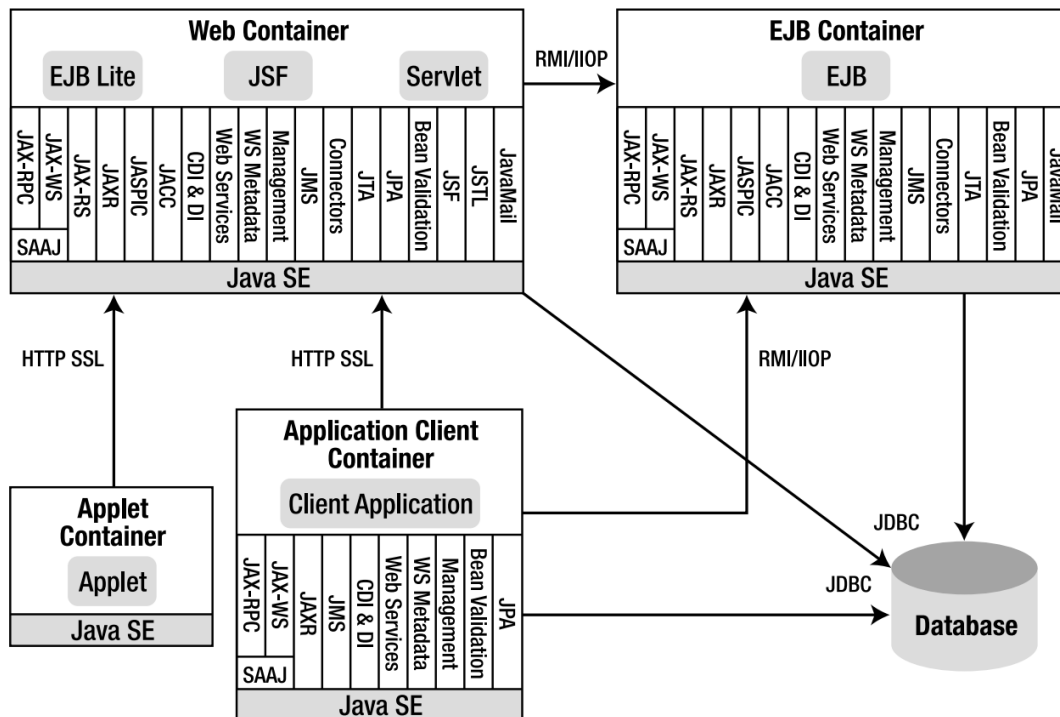 Web Container
EJB Lite
JSF
Servlet
JAX-RPC
JAX-WS
SAAJ
JAX-RS
JAXR
JASPIC
JACC
CDI & DI
Web Services
WS Metadata
Management
JMS
Connectors
JTA
JPA
Bean Validation
JSF
JSTL
JavaMail
Java SE
RMI/IIOP
EJB Container
EJB
JAX-RPC
JAX-WS
SAAJ
JAX-RS
JAXR
JASPIC
JACC
CDI & DI
Web Services
WS Metadata
Management
JMS
Connectors
JTA
Bean Validation
JPA
JavaMail
Java SE
HTTP SSL
HTTP SSL
RMI/IIOP
Applet
Container
Applet
Java SE
Application Client
Container
Client Application
JAX-RPC
JAX-WS
SAAJ
JAXR
JMS
CDI & DI
Web Services
WS Metadata
Management
Bean Validation
JPA
Java SE
JDBC
JDBC
Database